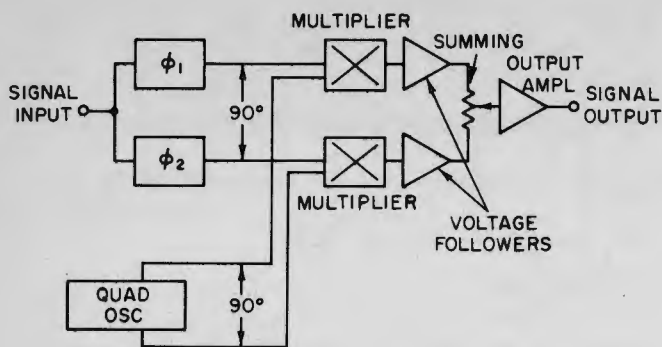 MULTIPLIER
SUMMING
OUTPUT
AMPL
ϕ1
SIGNAL
INPUT
90°
SIGNAL
OUTPUT
ϕ2
MULTIPLIER
VOLTAGE
FOLLOWERS
QUAD
OSC
90°